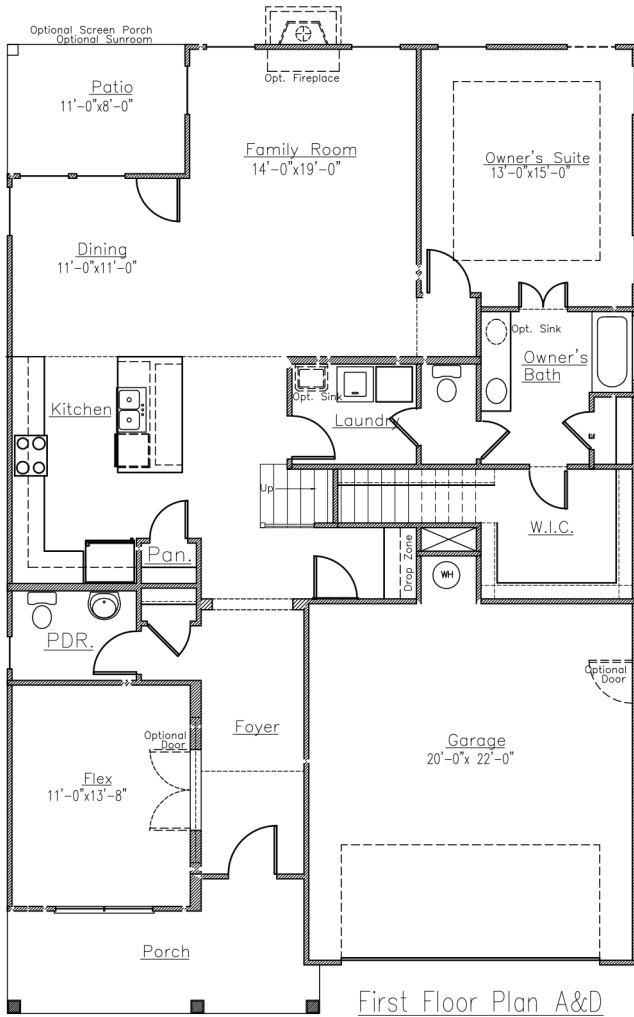 Optional Screen Porch
Optional Sunroom
Patio
11'-0"x8'-0"
Opt. Fireplace
Family Room
14'-0"x19'-0"
Owner's Suite
13'-0"x15'-0"
Dining
11'-0"x11'-0"
Opt. Sink
Owner's
Bath
Kitchen
Opt. Sink
Laundry
Up
W.I.C.
Pan.
Drop Zone
WH
PDR.
Optional
Door
Foyer
Optional
Door
Garage
20'-0"x 22'-0"
Flex
11'-0"x13'-8"
Porch
First Floor Plan A&D